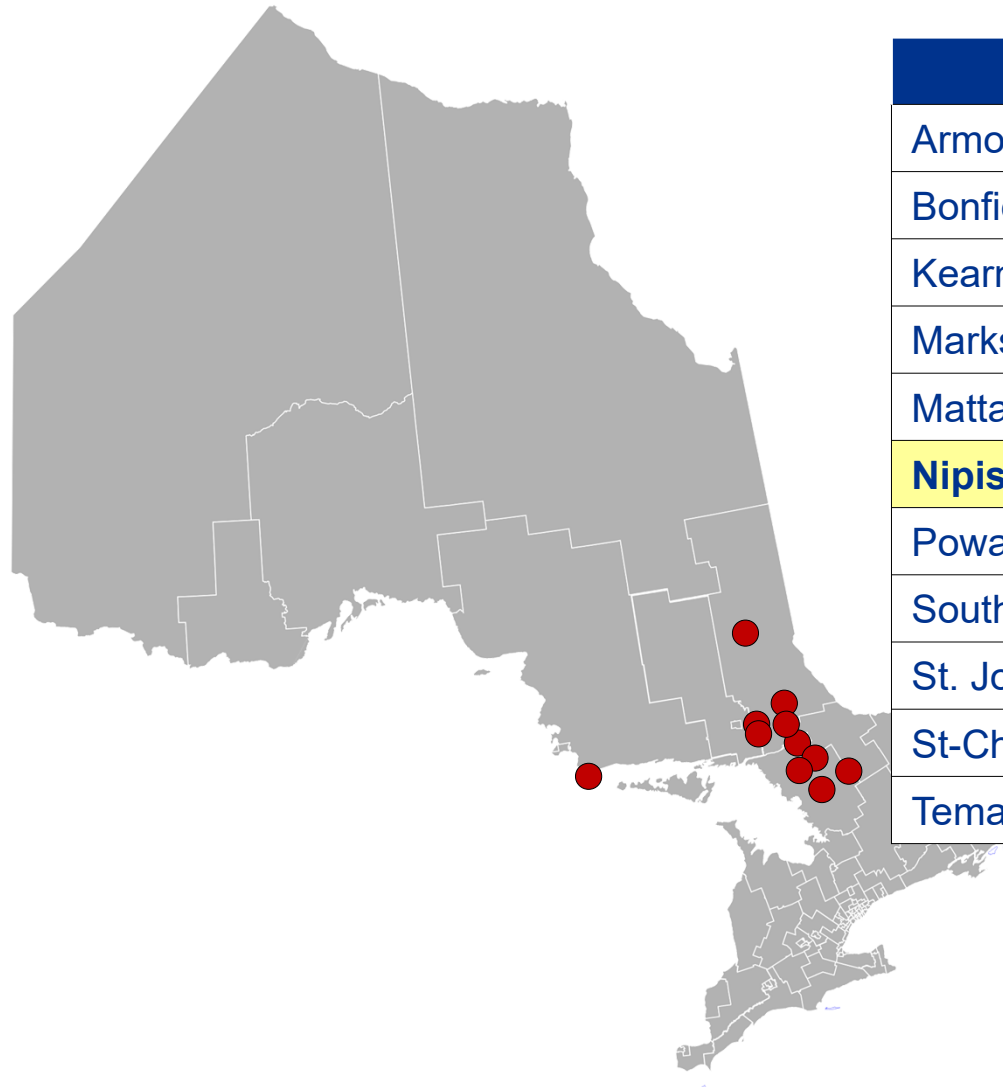 Armo
Bonfi
Kearn
Marks
Matta
Nipis
Powa
South
St. Jo
St-Ch
Tema